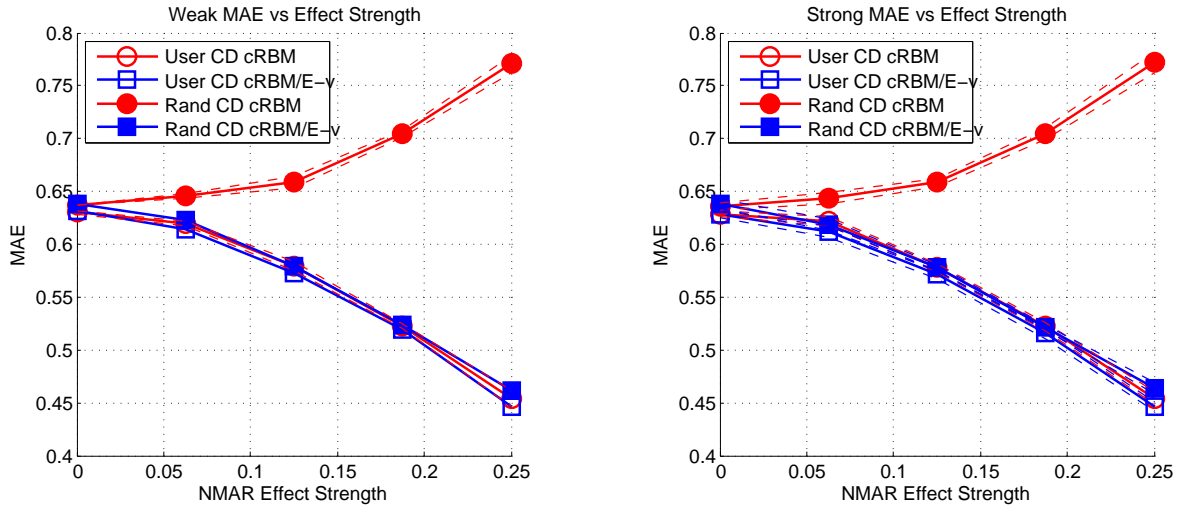 Weak MAE vs Effect Strength
0.8
0.75
0.7
0.65
0.6
0.55
0.5
0.45
0.4
MAE
User CD cRBM
User CD cRBM/E−v
Rand CD cRBM
Rand CD cRBM/E−v
0 0.05 0.1 0.15 0.2 0.25
NMAR Effect Strength
Strong MAE vs Effect Strength
0.8
0.75
0.7
0.65
0.6
0.55
0.5
0.45
0.4
MAE
User CD cRBM
User CD cRBM/E−v
Rand CD cRBM
Rand CD cRBM/E−v
0 0.05 0.1 0.15 0.2 0.25
NMAR Effect Strength